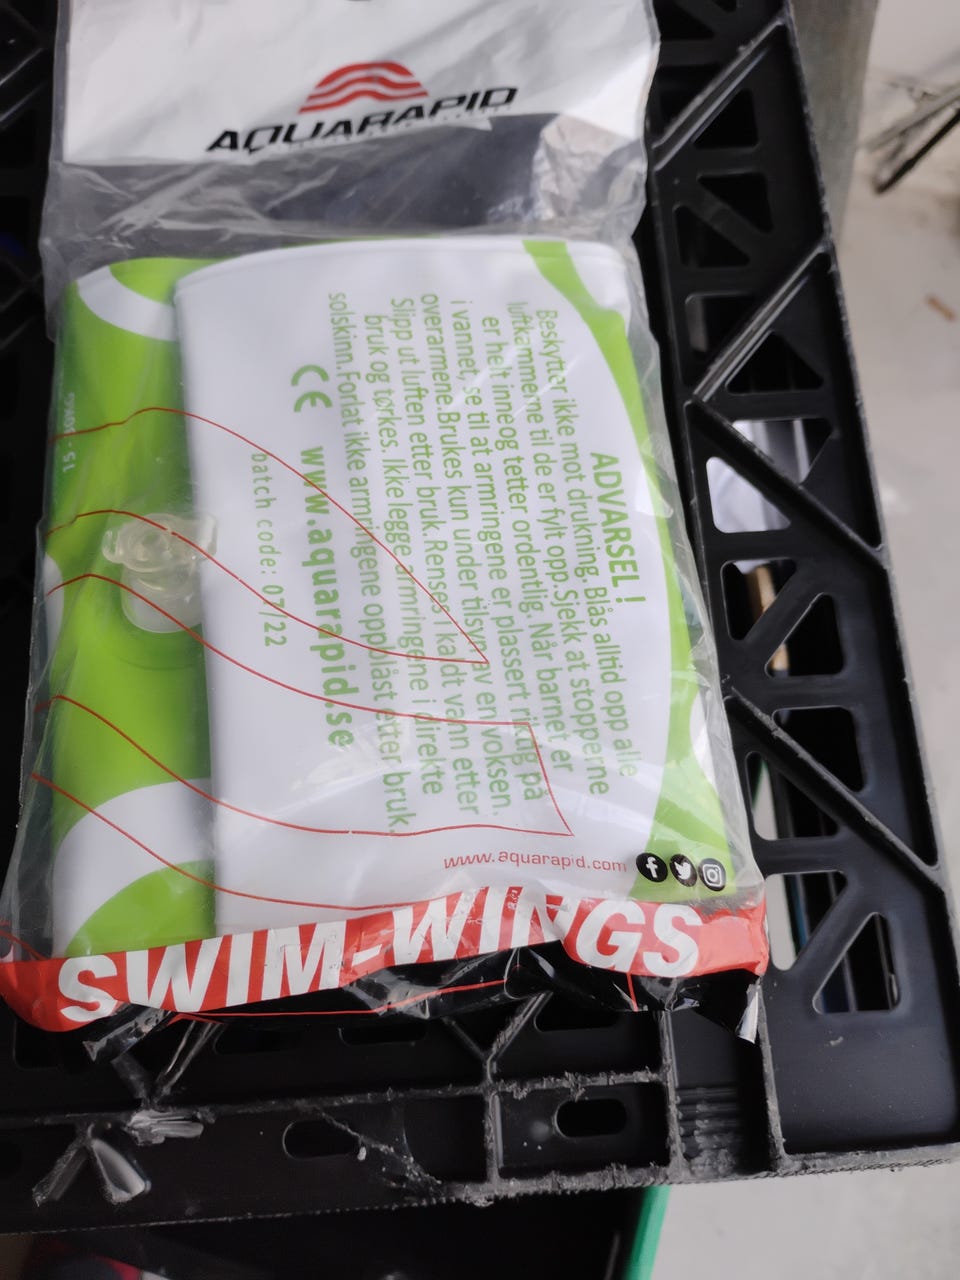 AQUARAPID
ADVARSEL!
Beskytter ikke mot drukning. Blås alltid opp alle
luftkammerne til de er fylt opp. Sjekk at stopperne
er helt inneog tetter ordentlig. Når barnet er
i vannet, se til at armringene er plassert riktig på
overarmene.Brukes kun under tilsyn av en voksen.
Slipp ut luften etter bruk. Renses i kaldt vann etter
bruk og tørkes. Ikke legge armringene i direkte
solskinn. Forlat ikke armringene oppblåst etter bruk.
CE www.aquarapid.se
Datch code: 07/22
www.aquarapid.com
SWIM-WINGS